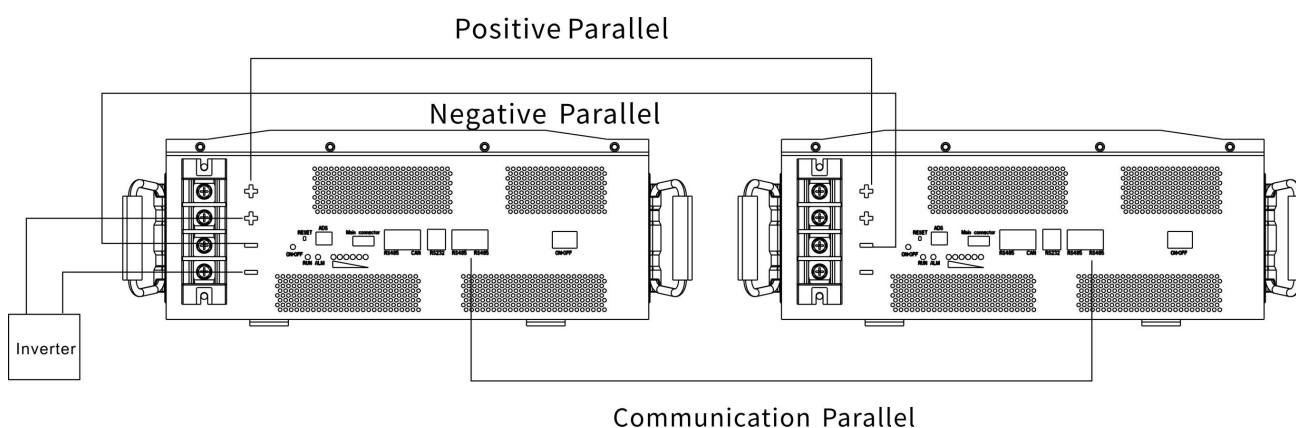 Positive Parallel
Negative Parallel
RESET
ADS
Main connector
ON-OFF
RUN ALM
RS485 CAN RS232 RS485 RS485
ON-OFF
RESET
ADS
Main connector
ON-OFF
RUN ALM
RS485 CAN RS232 RS485 RS485
ON-OFF
Inverter
Communication Parallel